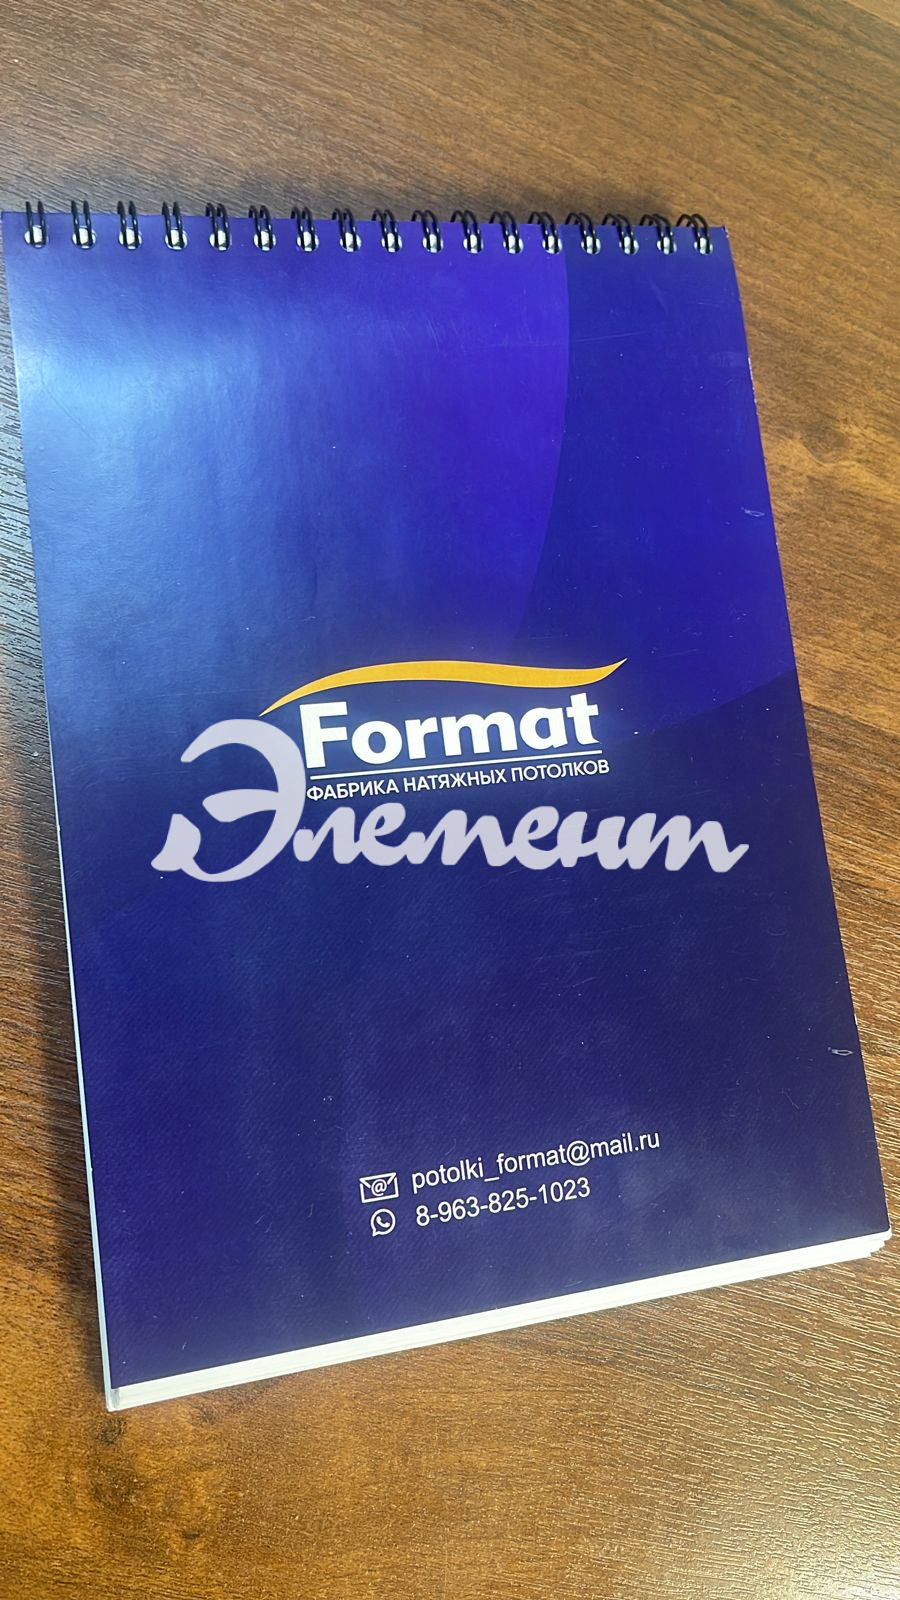 Format
ФАБРИКА НАТЯЖНЫХ ПОТОЛКОВ
Элемент
potolki_format@mail.ru
8-963-825-1023